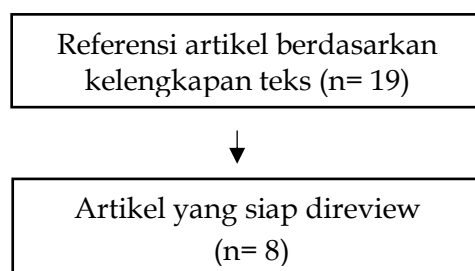 Referensi artikel berdasarkan
kelengkapan teks (n= 19)
Artikel yang siap direview
(n= 8)